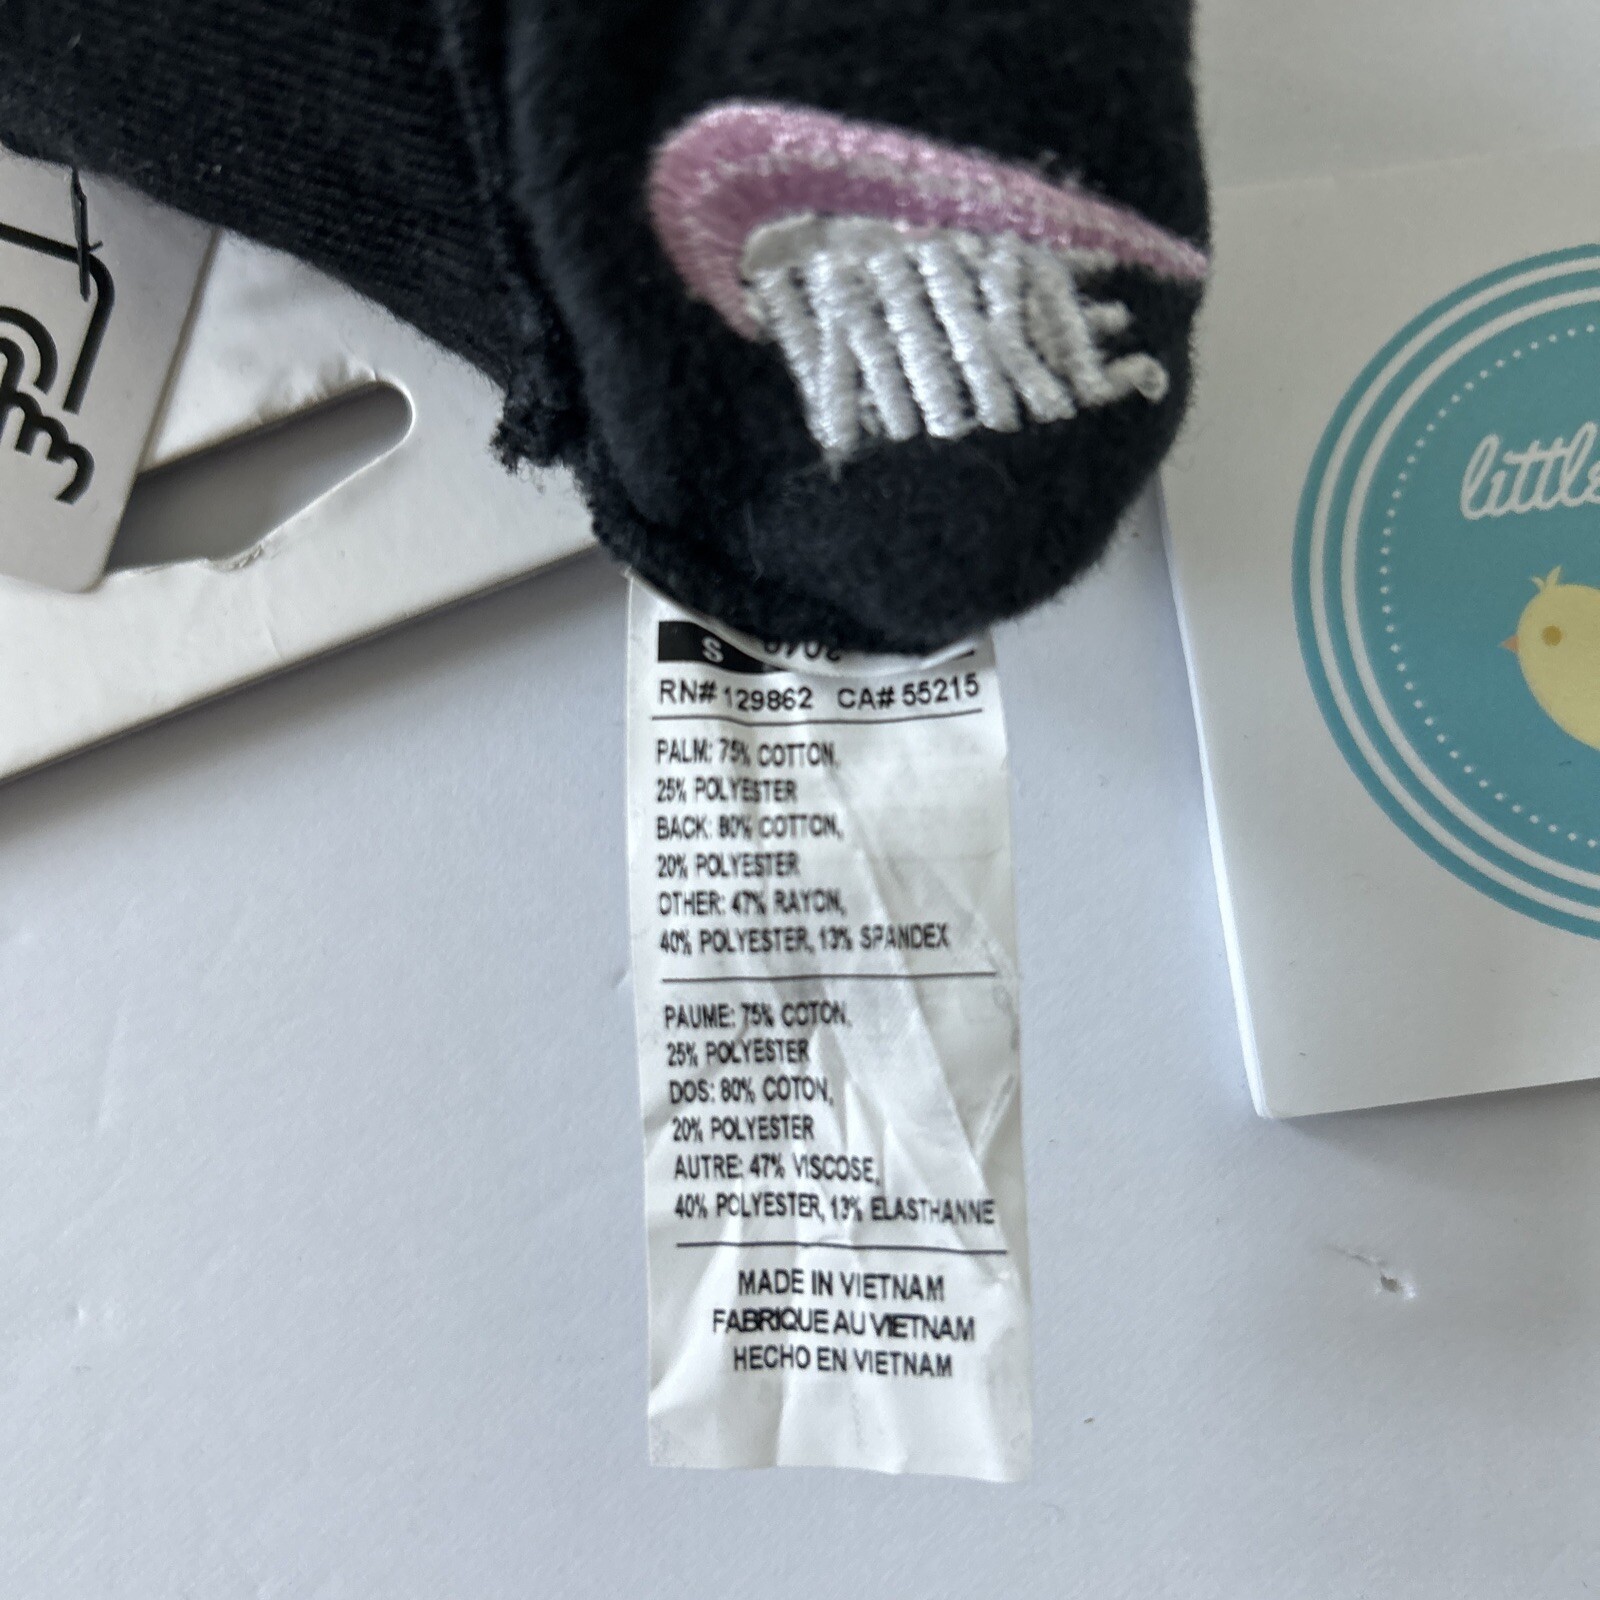 NIKE
little
S
RN# 129862 CA# 55215
PALM: 75% COTTON,
25% POLYESTER
BACK: 80% COTTON,
20% POLYESTER
OTHER: 47% RAYON,
40% POLYESTER, 13% SPANDEX
PAUME: 75% COTON,
25% POLYESTER
DOS: 80% COTON,
20% POLYESTER
AUTRE: 47% VISCOSE,
40% POLYESTER, 13% ELASTHANNE
MADE IN VIETNAM
FABRIQUE AU VIETNAM
HECHO EN VIETNAM